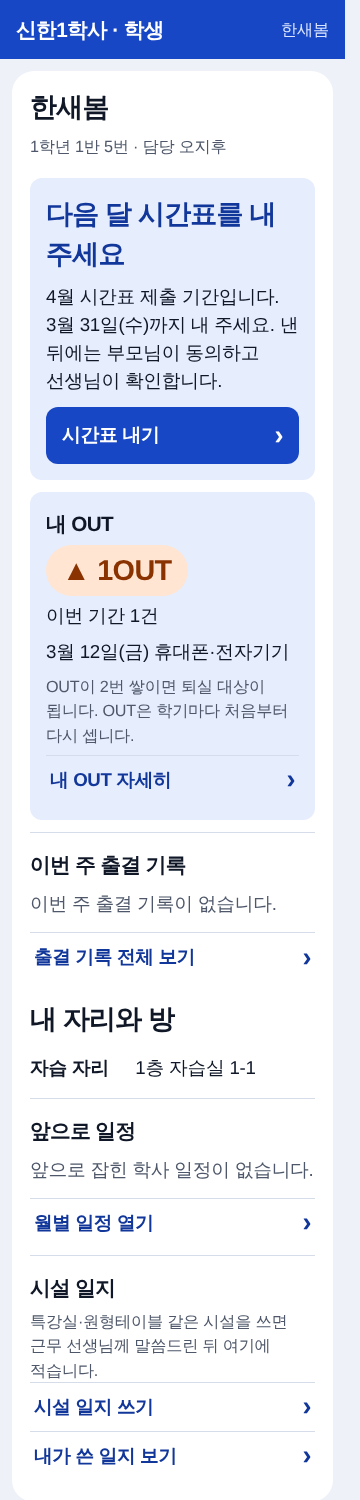 신한1학사 · 학생
한새봄
한새봄
1학년 1반 5번 · 담당 오지후
다음 달 시간표를 내
주세요
4월 시간표 제출 기간입니다.
3월 31일(수)까지 내 주세요. 낸
뒤에는 부모님이 동의하고
선생님이 확인합니다.
시간표 내기 ›
내 OUT
▲ 1OUT
이번 기간 1건
3월 12일(금) 휴대폰·전자기기
OUT이 2번 쌓이면 퇴실 대상이
됩니다. OUT은 학기마다 처음부터
다시 셉니다.
내 OUT 자세히 ›
이번 주 출결 기록
이번 주 출결 기록이 없습니다.
출결 기록 전체 보기 ›
내 자리와 방
자습 자리 1층 자습실 1-1
앞으로 일정
앞으로 잡힌 학사 일정이 없습니다.
월별 일정 열기 ›
시설 일지
특강실·원형테이블 같은 시설을 쓰면
근무 선생님께 말씀드린 뒤 여기에
적습니다.
시설 일지 쓰기 ›
내가 쓴 일지 보기 ›